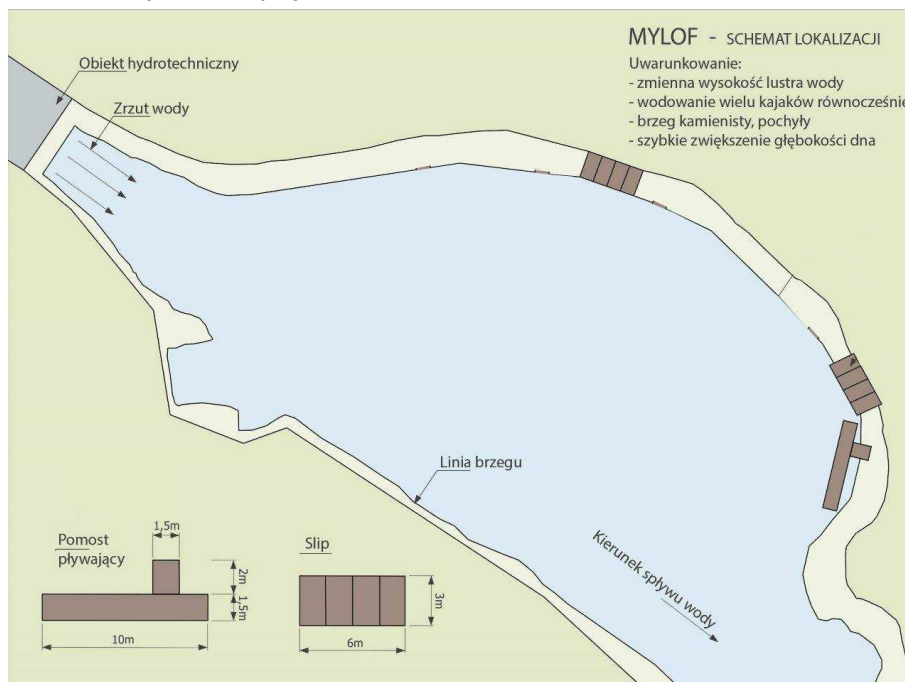 MYLOF - SCHEMAT LOKALIZACJI
Uwarunkowanie:
- zmienna wysokość lustra wody
- wodowanie wielu kajaków równocześnie
- brzeg kamienisty, pochyły
- szybkie zwiększenie głębokości dna
Obiekt hydrotechniczny
Zrzut wody
Linia brzegu
Kierunek spływu wody
Pomost
pływający
1,5m
2m
1,5m
10m
Slip
3m
6m